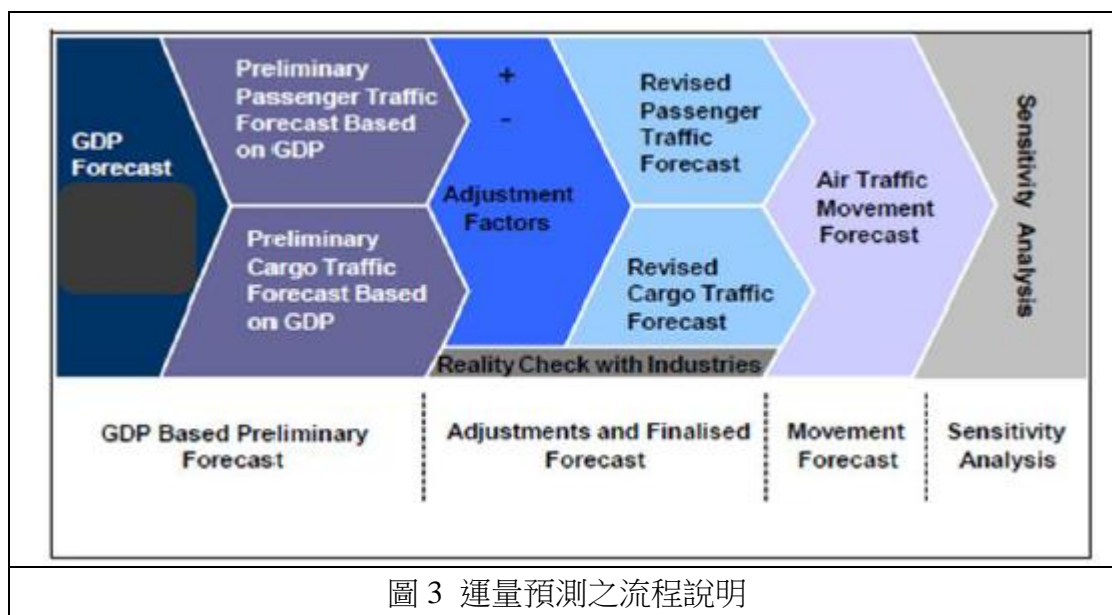 GDP
Forecast
Preliminary
Passenger Traffic
Forecast Based
on GDP
Preliminary
Cargo Traffic
Forecast Based
on GDP
+
-
Adjustment
Factors
Revised
Passenger
Traffic
Forecast
Revised
Cargo Traffic
Forecast
Reality Check with Industries
Air Traffic
Movement
Forecast
Sensitivity Analysis
GDP Based Preliminary
Forecast
Adjustments and Finalised
Forecast
Movement
Forecast
Sensitivity
Analysis
圖 3 運量預測之流程說明